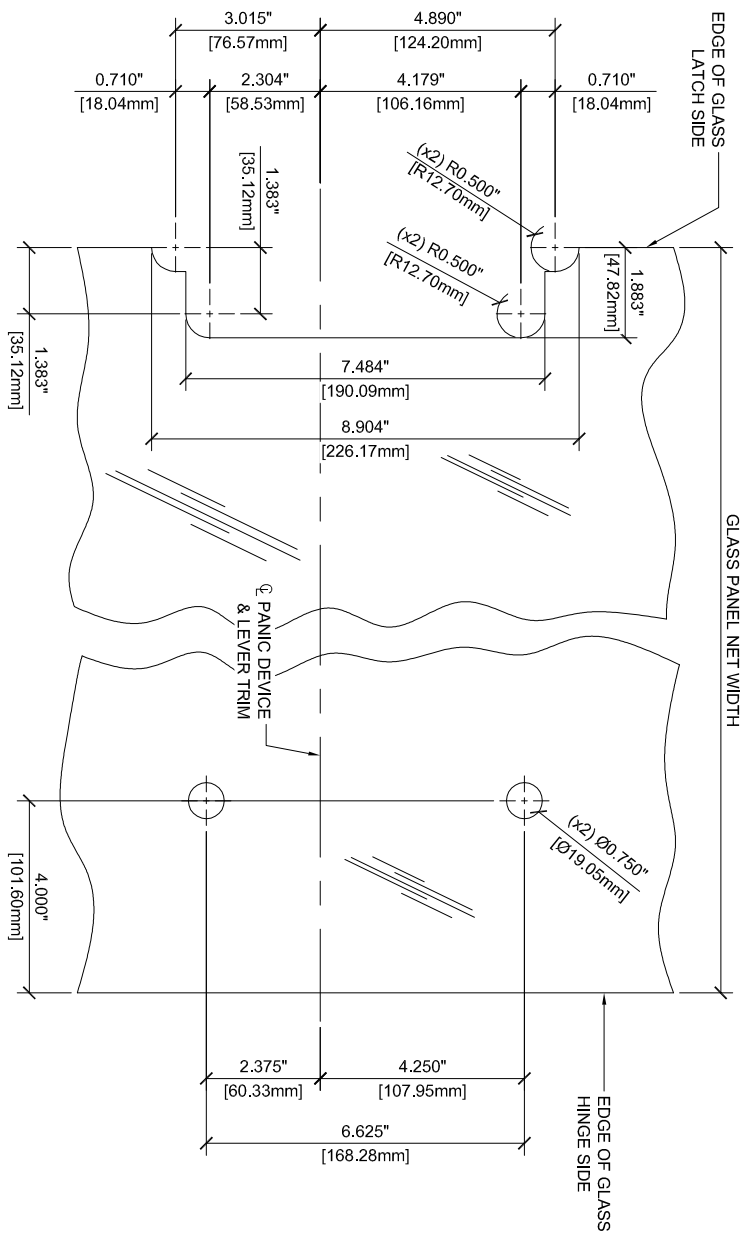 3.015"
[76.57mm]
4.890"
[124.20mm]
0.710"
[18.04mm]
2.304"
[58.53mm]
4.179"
[106.16mm]
0.710"
[18.04mm]
EDGE OF GLASS
LATCH SIDE
(x2) R0.500"
[R12.70mm]
(x2) R0.500"
[R12.70mm]
1.383"
[35.12mm]
1.883"
[47.82mm]
1.383"
[35.12mm]
7.484"
[190.09mm]
8.904"
[226.17mm]
GLASS PANEL NET WIDTH
℄ PANIC DEVICE
& LEVER TRIM
(x2) Ø0.750"
[Ø19.05mm]
4.000"
[101.60mm]
2.375"
[60.33mm]
4.250"
[107.95mm]
6.625"
[168.28mm]
EDGE OF GLASS
HINGE SIDE